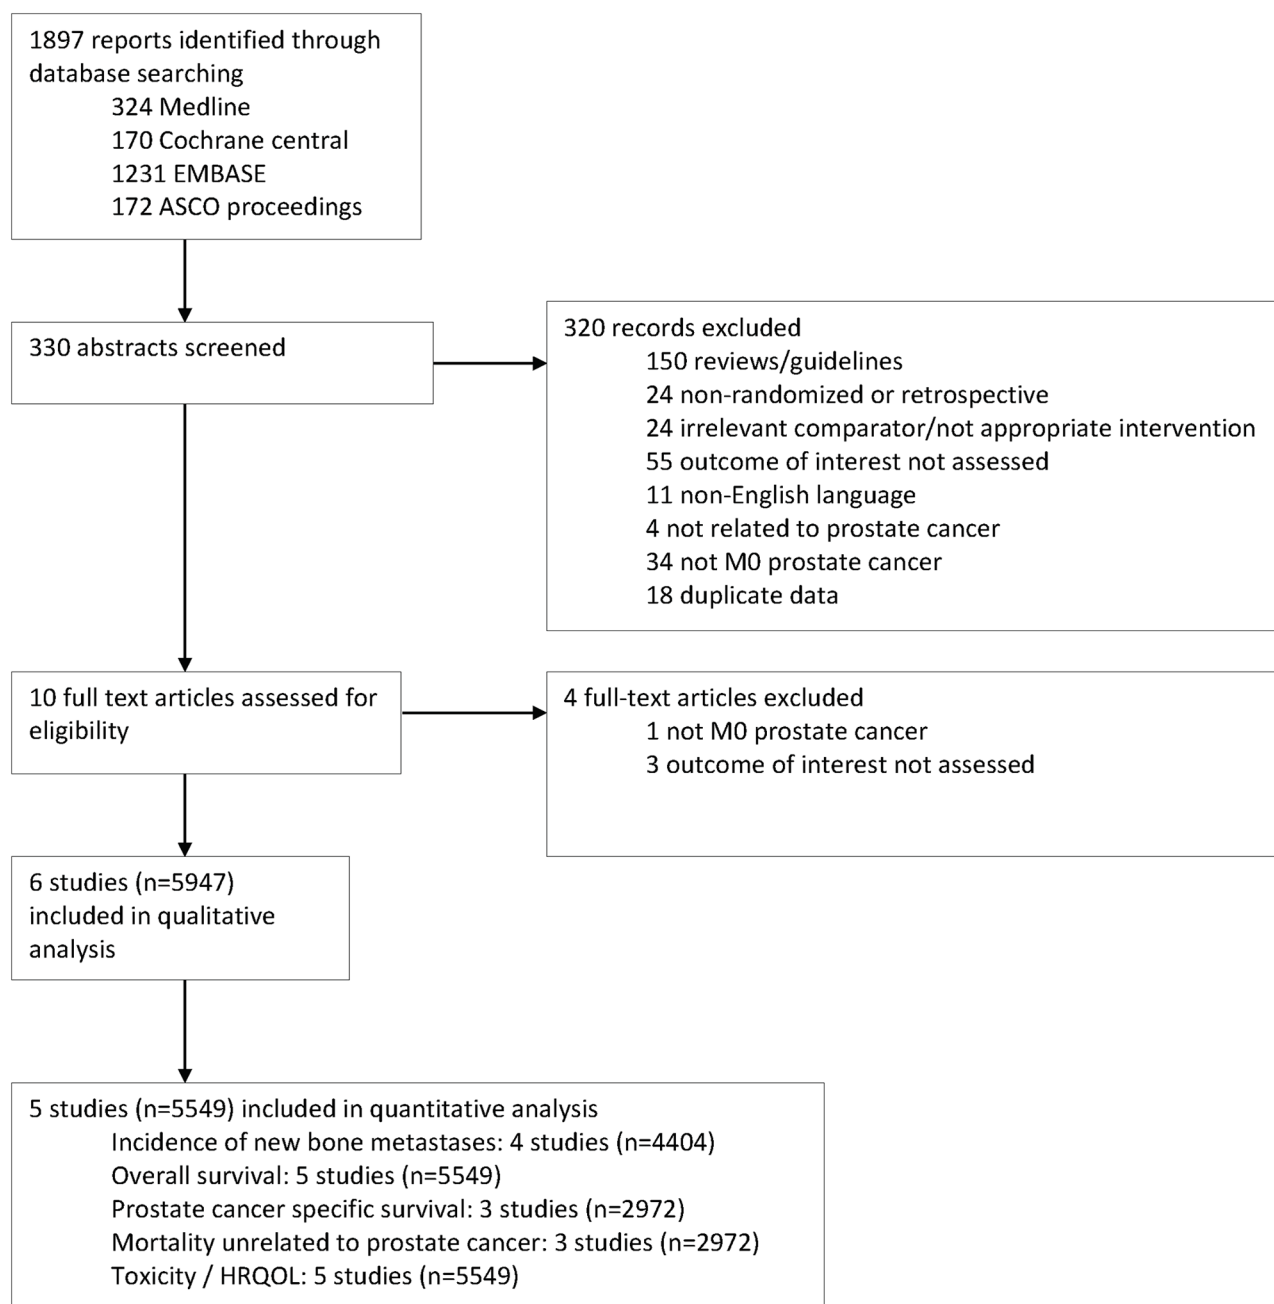 1897 reports identified through
database searching
324 Medline
170 Cochrane central
1231 EMBASE
172 ASCO proceedings
330 abstracts screened
320 records excluded
150 reviews/guidelines
24 non-randomized or retrospective
24 irrelevant comparator/not appropriate intervention
55 outcome of interest not assessed
11 non-English language
4 not related to prostate cancer
34 not M0 prostate cancer
18 duplicate data
10 full text articles assessed for
eligibility
4 full-text articles excluded
1 not M0 prostate cancer
3 outcome of interest not assessed
6 studies (n=5947)
included in qualitative
analysis
5 studies (n=5549) included in quantitative analysis
Incidence of new bone metastases: 4 studies (n=4404)
Overall survival: 5 studies (n=5549)
Prostate cancer specific survival: 3 studies (n=2972)
Mortality unrelated to prostate cancer: 3 studies (n=2972)
Toxicity / HRQOL: 5 studies (n=5549)